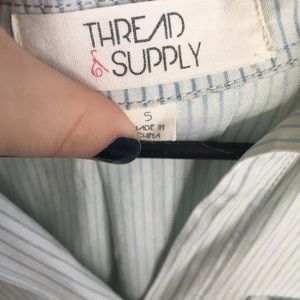 THREAD
& SUPPLY
S
MADE IN
CHINA